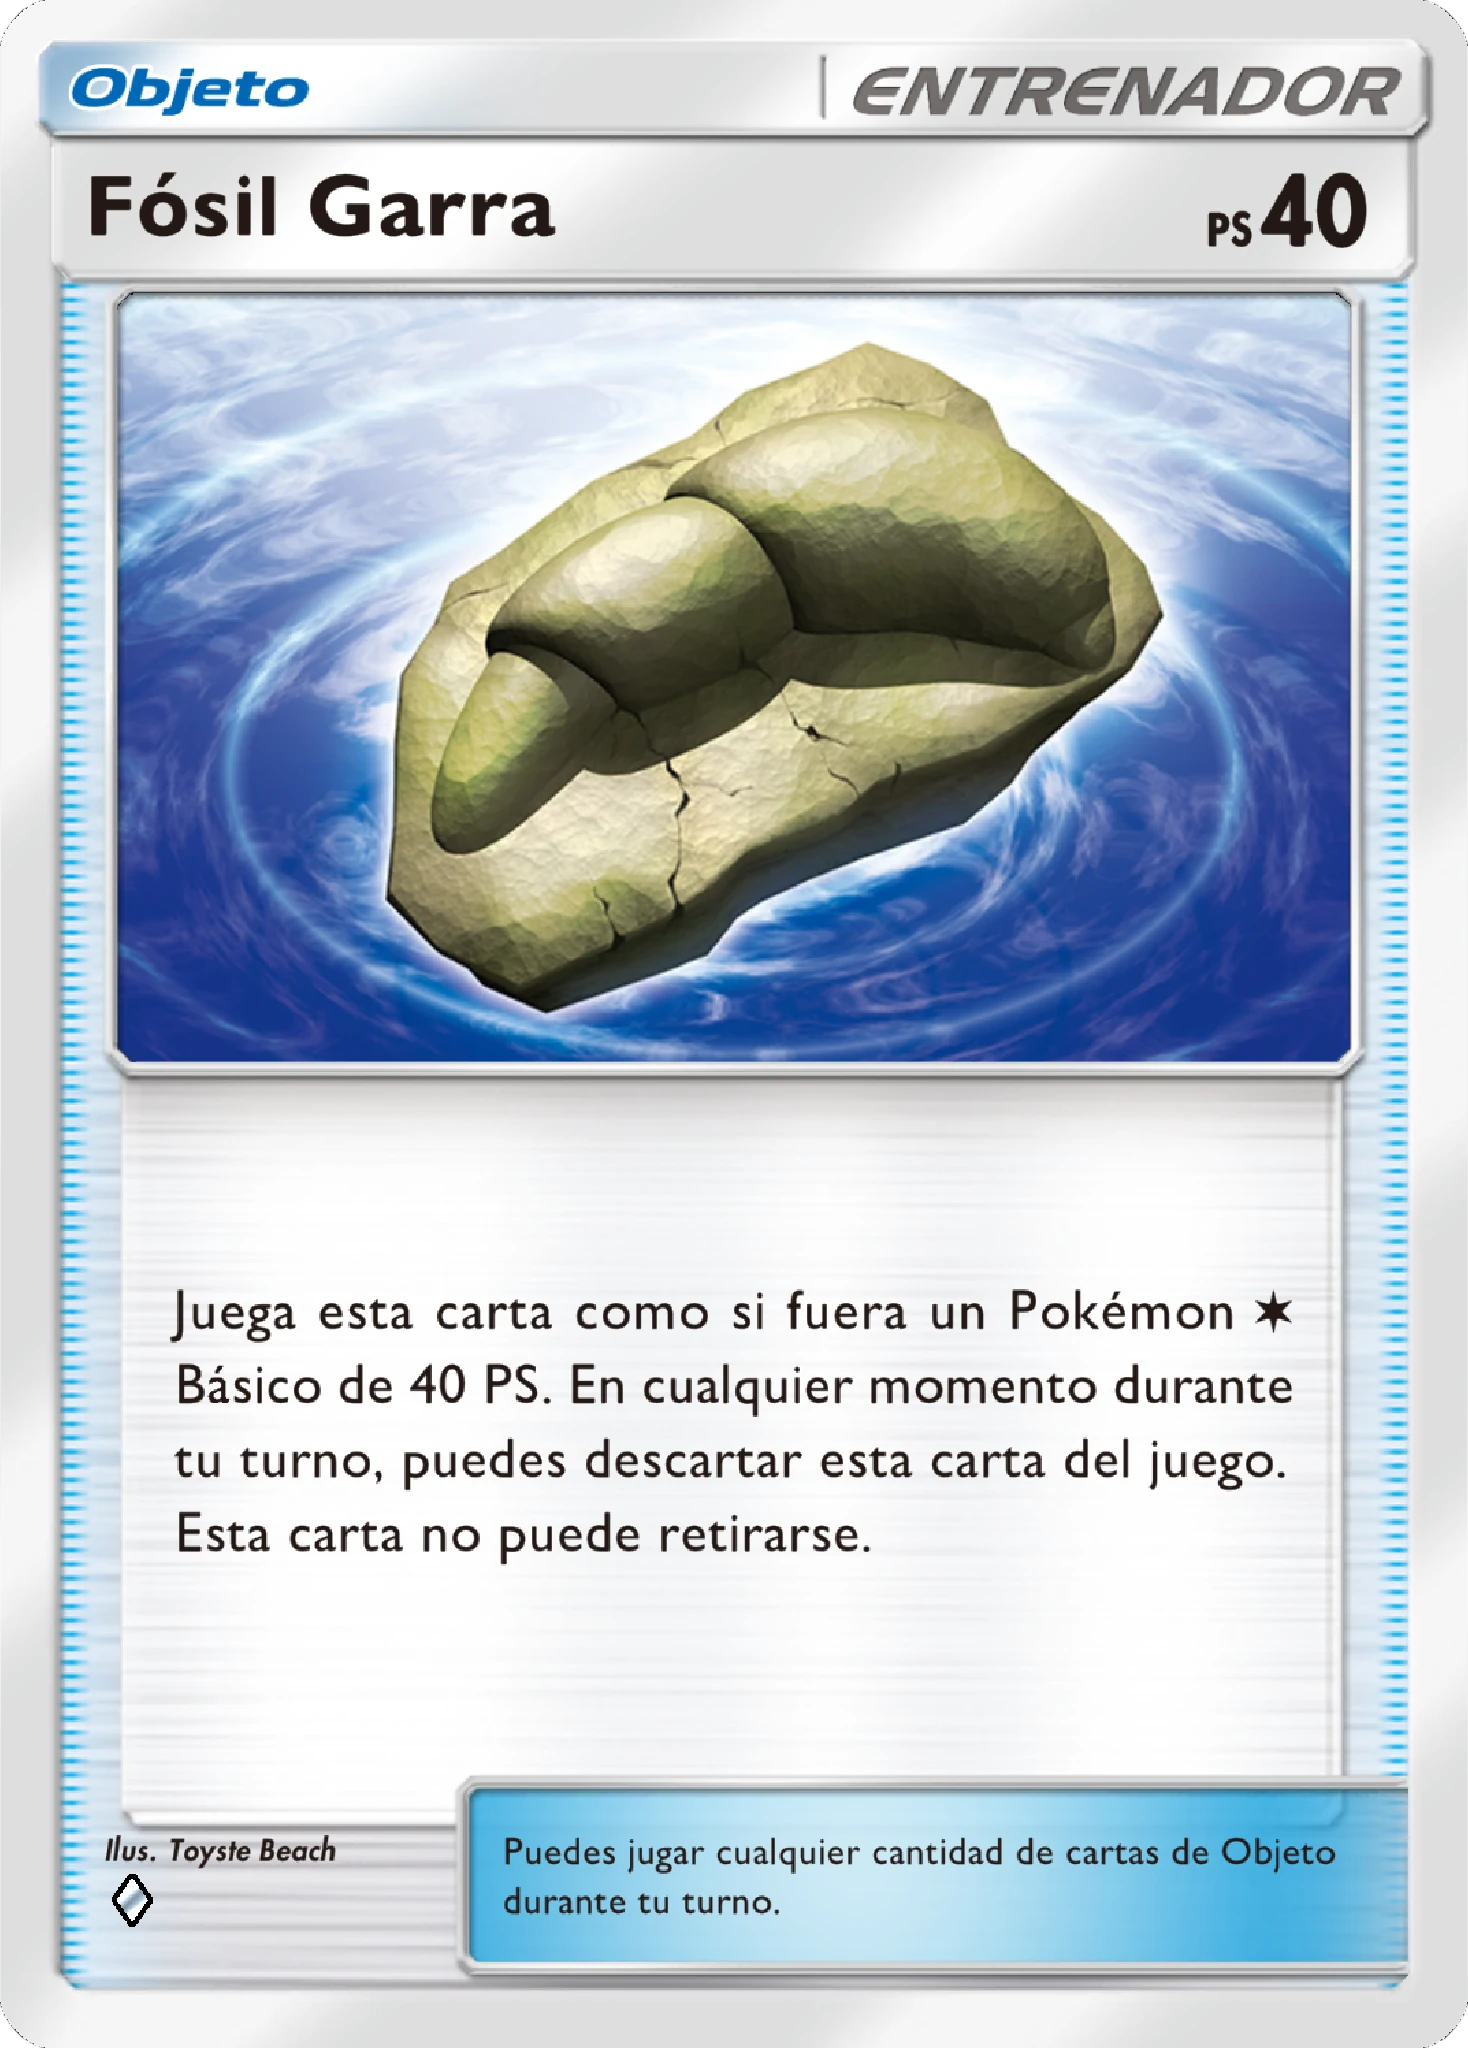 Objeto
ENTRENADOR
Fósil Garra
PS 40
Juega esta carta como si fuera un Pokémon ✶
Básico de 40 PS. En cualquier momento durante
tu turno, puedes descartar esta carta del juego.
Esta carta no puede retirarse.
Ilus. Toyste Beach
Puedes jugar cualquier cantidad de cartas de Objeto
durante tu turno.